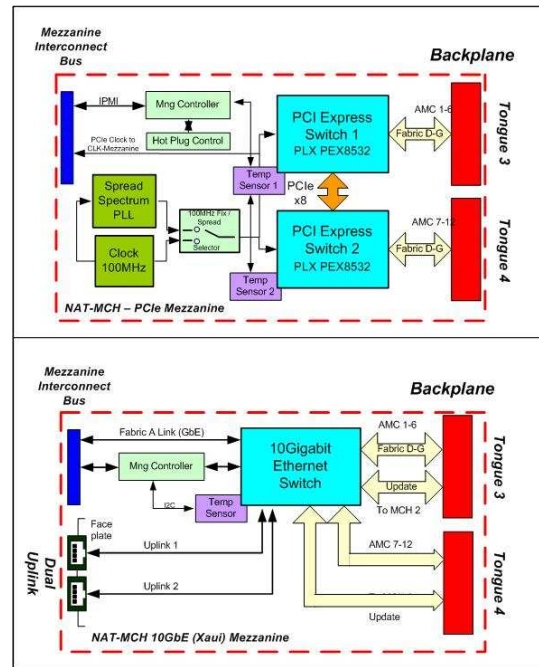 Mezzanine
Interconnect
Bus
Backplane
IPMI
Mng Controller
Hot Plug Control
PCIe Clock to
CLK-Mezzanine
PCI Express
Switch 1
PLX PEX8532
AMC 1-6
Fabric D-G
Tongue 3
Temp
Sensor 1
PCIe
x8
Spread
Spectrum
PLL
100MHz Fix /
Spread
Selector
Clock
100MHz
PCI Express
Switch 2
PLX PEX8532
AMC 7-12
Fabric D-G
Tongue 4
Temp
Sensor 2
NAT-MCH – PCIe Mezzanine
Mezzanine
Interconnect
Bus
Backplane
Fabric A Link (GbE)
Mng Controller
I2C
Temp
Sensor
10Gigabit
Ethernet
Switch
AMC 1-6
Fabric D-G
Update
To MCH 2
Tongue 3
Face
plate
Dual
Uplink
Uplink 1
Uplink 2
AMC 7-12
Update
Tongue 4
NAT-MCH 10GbE (Xaui) Mezzanine